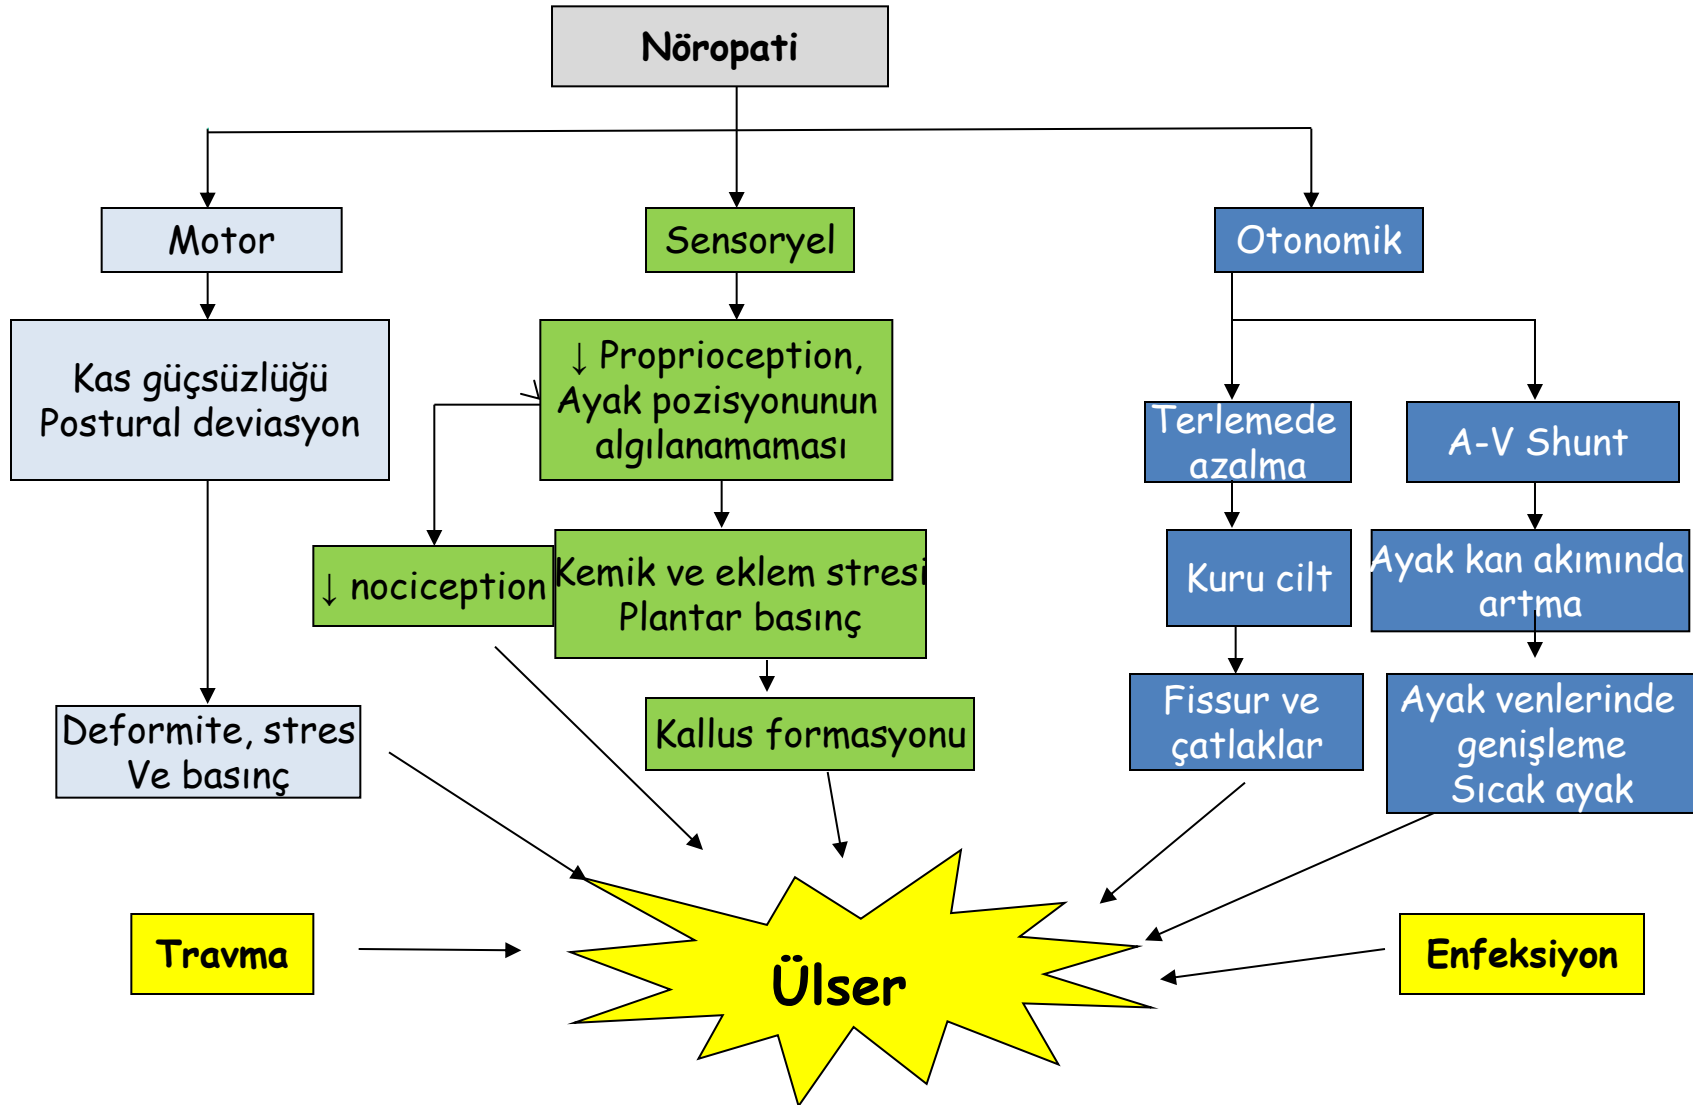 Nöropati
Motor
Sensoryel
Otonomik
Kas güçsüzlüğü
Postural deviasyon
↓ Proprioception,
Ayak pozisyonunun
algılanamaması
Terlemede
azalma
A-V Shunt
↓ nociception
Kemik ve eklem stresi
Plantar basınç
Kuru cilt
Ayak kan akımında
artma
Deformite, stres
Ve basınç
Kallus formasyonu
Fissur ve
çatlaklar
Ayak venlerinde
genişleme
Sıcak ayak
Travma
Ülser
Enfeksiyon